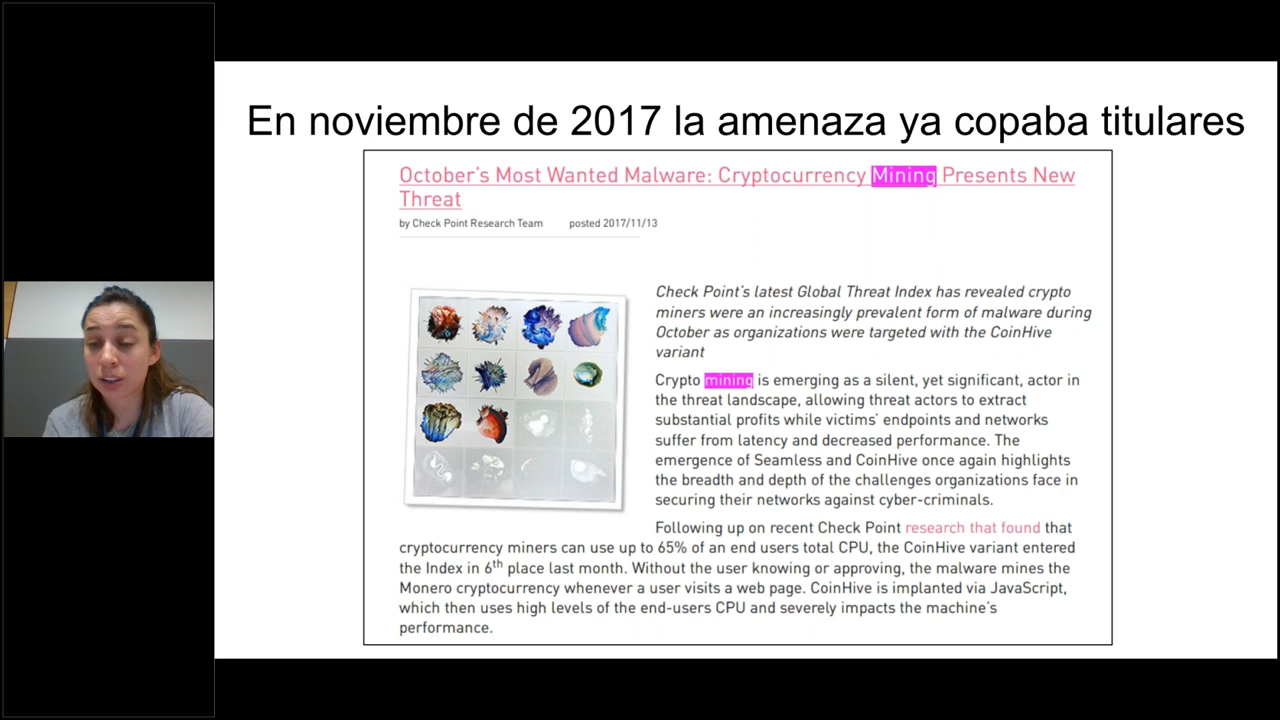 En noviembre de 2017 la amenaza ya copaba titulares
October's Most Wanted Malware: Cryptocurrency Mining Presents New
Threat
by Check Point Research Team posted 2017/11/13
Check Point's latest Global Threat Index has revealed crypto
miners were an increasingly prevalent form of malware during
October as organizations were targeted with the CoinHive
variant
Crypto mining is emerging as a silent, yet significant, actor in
the threat landscape, allowing threat actors to extract
substantial profits while victims' endpoints and networks
suffer from latency and decreased performance. The
emergence of Seamless and CoinHive once again highlights
the breadth and depth of the challenges organizations face in
securing their networks against cyber-criminals.
Following up on recent Check Point research that found that
cryptocurrency miners can use up to 65% of an end users total CPU, the CoinHive variant entered
the Index in 6th place last month. Without the user knowing or approving, the malware mines the
Monero cryptocurrency whenever a user visits a web page. CoinHive is implanted via JavaScript,
which then uses high levels of the end-users CPU and severely impacts the machine's
performance.